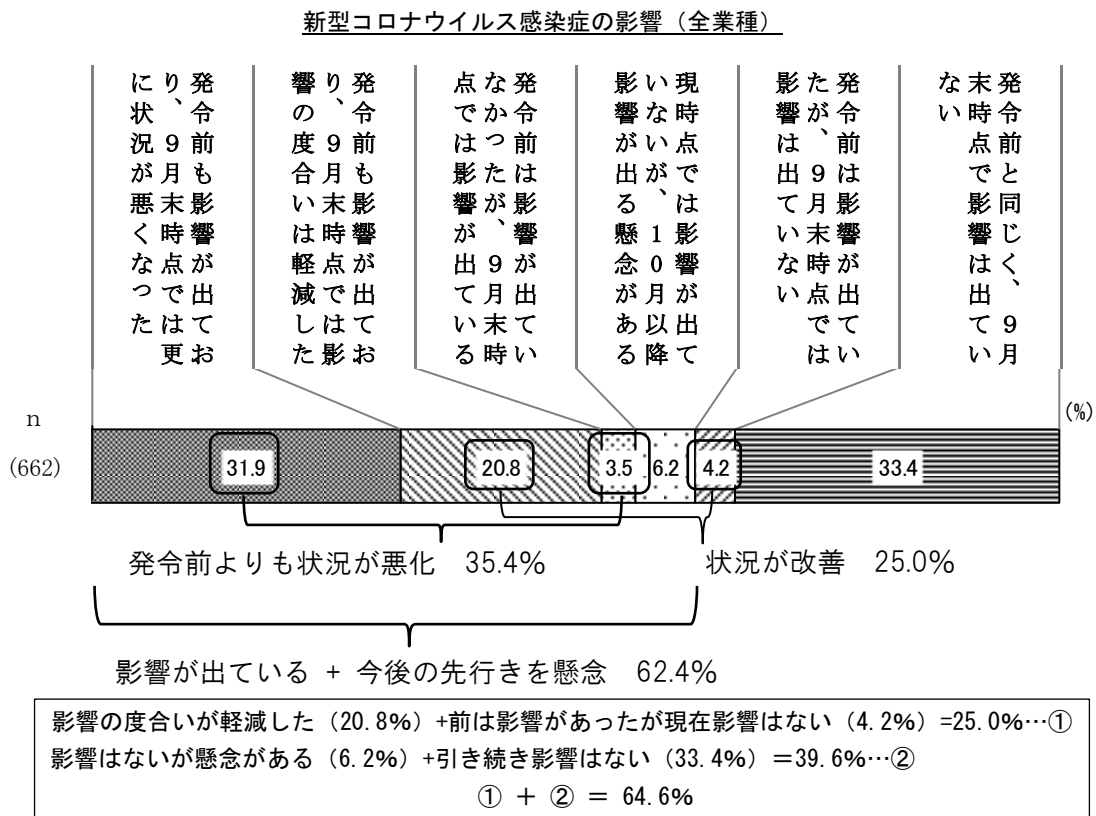 新型コロナウイルス感染症の影響（全業種）
発令前も影響が出てお
り、９月末時点では更
に状況が悪くなった
発令前も影響が出てお
り、９月末時点では影
響の度合いは軽減した
発令前は影響が出てい
なかったが、９月末時
点では影響が出ている
現時点では影響が出て
いないが、１０月以降
影響が出る懸念がある
発令前は影響が出てい
たが、９月末時点では
影響は出ていない
発令前と同じく、９月
末時点で影響は出てい
ない
n
(%)
(662)
31.9
20.8
3.5
6.2
4.2
33.4
発令前よりも状況が悪化　35.4%
状況が改善　25.0%
影響が出ている + 今後の先行きを懸念　62.4%
影響の度合いが軽減した（20.8%）+前は影響があったが現在影響はない（4.2%）=25.0%…①
影響はないが懸念がある（6.2%）+引き続き影響はない（33.4%）＝39.6%…②
① ＋ ② ＝ 64.6%